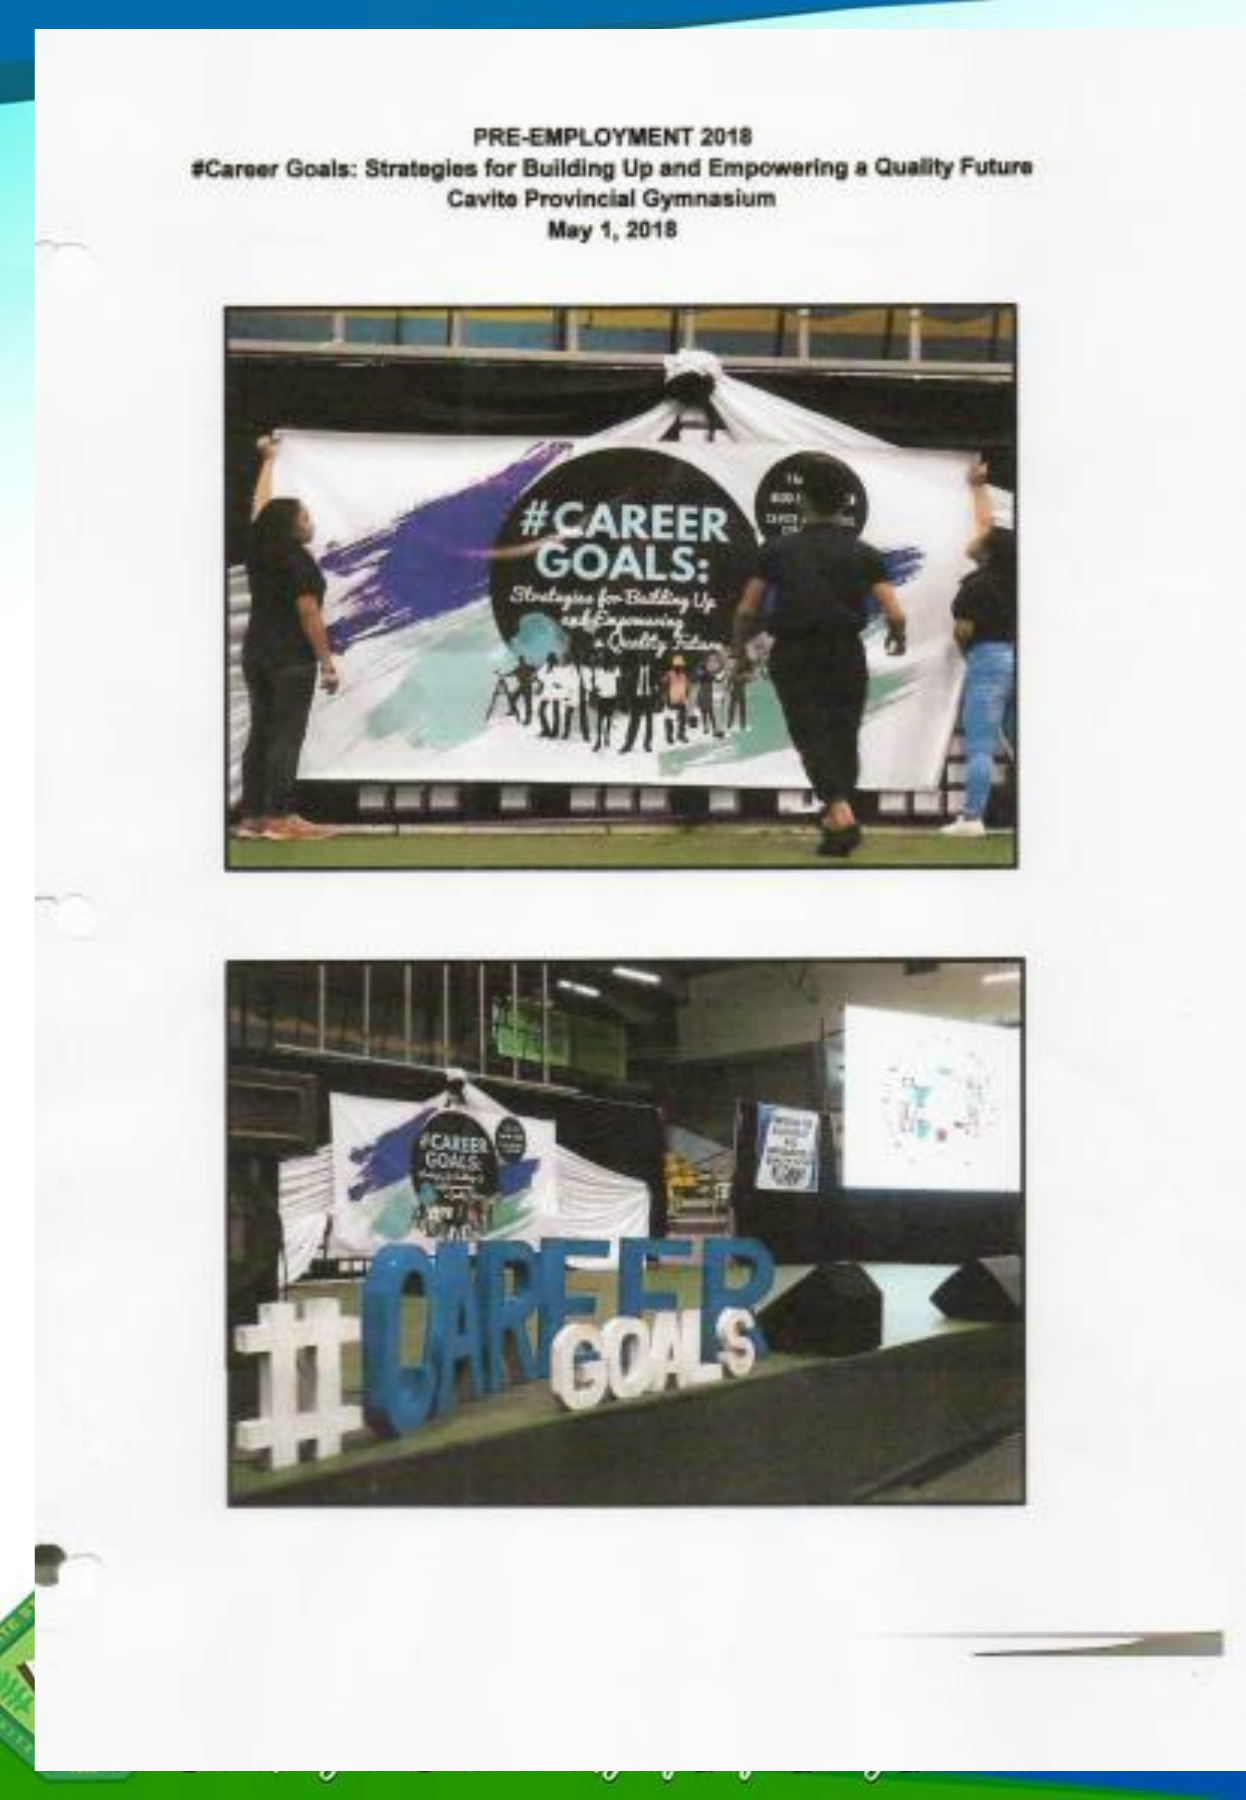 PRE-EMPLOYMENT 2018
#Career Goals: Strategies for Building Up and Empowering a Quality Future
Cavite Provincial Gymnasium
May 1, 2018
#CAREER
GOALS:
Strategies for Building Up
and Empowering
a Quality Future
#CAREER
GOALS:
#CAREER
GOALS